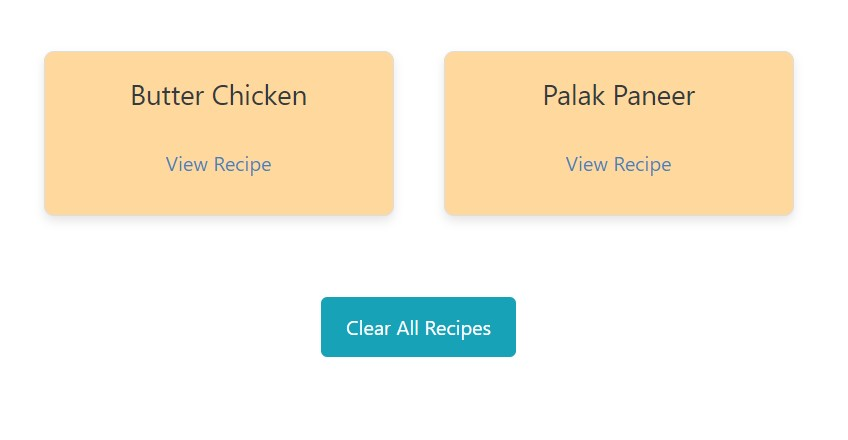 Butter Chicken
View Recipe
Palak Paneer
View Recipe
Clear All Recipes